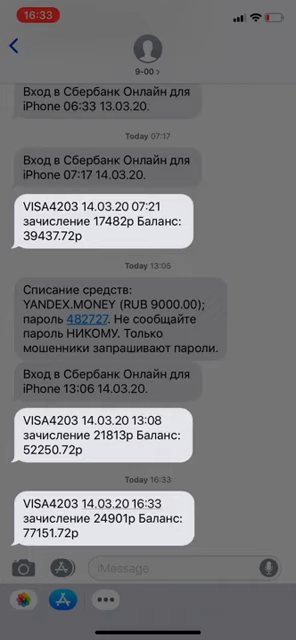 16:33
9-00 >
Вход в Сбербанк Онлайн для
iPhone 06:33 13.03.20.
Today 07:17
Вход в Сбербанк Онлайн для
iPhone 07:17 14.03.20.
VISA4203 14.03.20 07:21
зачисление 17482р Баланс:
39437.72р
Today 13:05
Списание средств:
YANDEX.MONEY (RUB 9000.00);
пароль 482727. Не сообщайте
пароль НИКОМУ. Только
мошенники запрашивают пароли.
Вход в Сбербанк Онлайн для
iPhone 13:06 14.03.20.
VISA4203 14.03.20 13:08
зачисление 21813р Баланс:
52250.72р
Today 16:33
VISA4203 14.03.20 16:33
зачисление 24901р Баланс:
77151.72р
iMessage